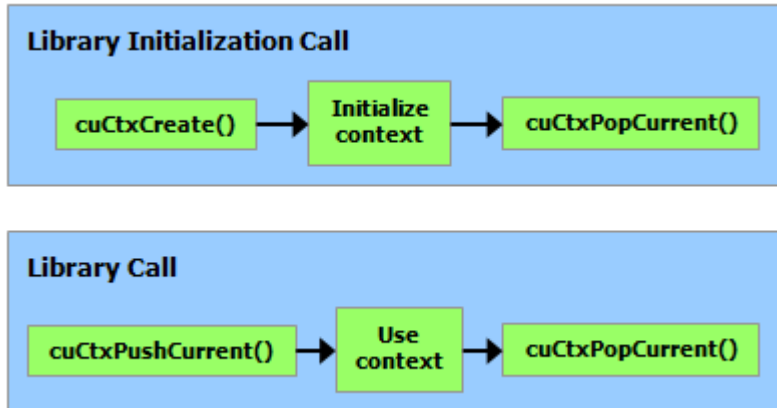 Library Initialization Call
cuCtxCreate()
Initialize
context
cuCtxPopCurrent()
Library Call
cuCtxPushCurrent()
Use
context
cuCtxPopCurrent()